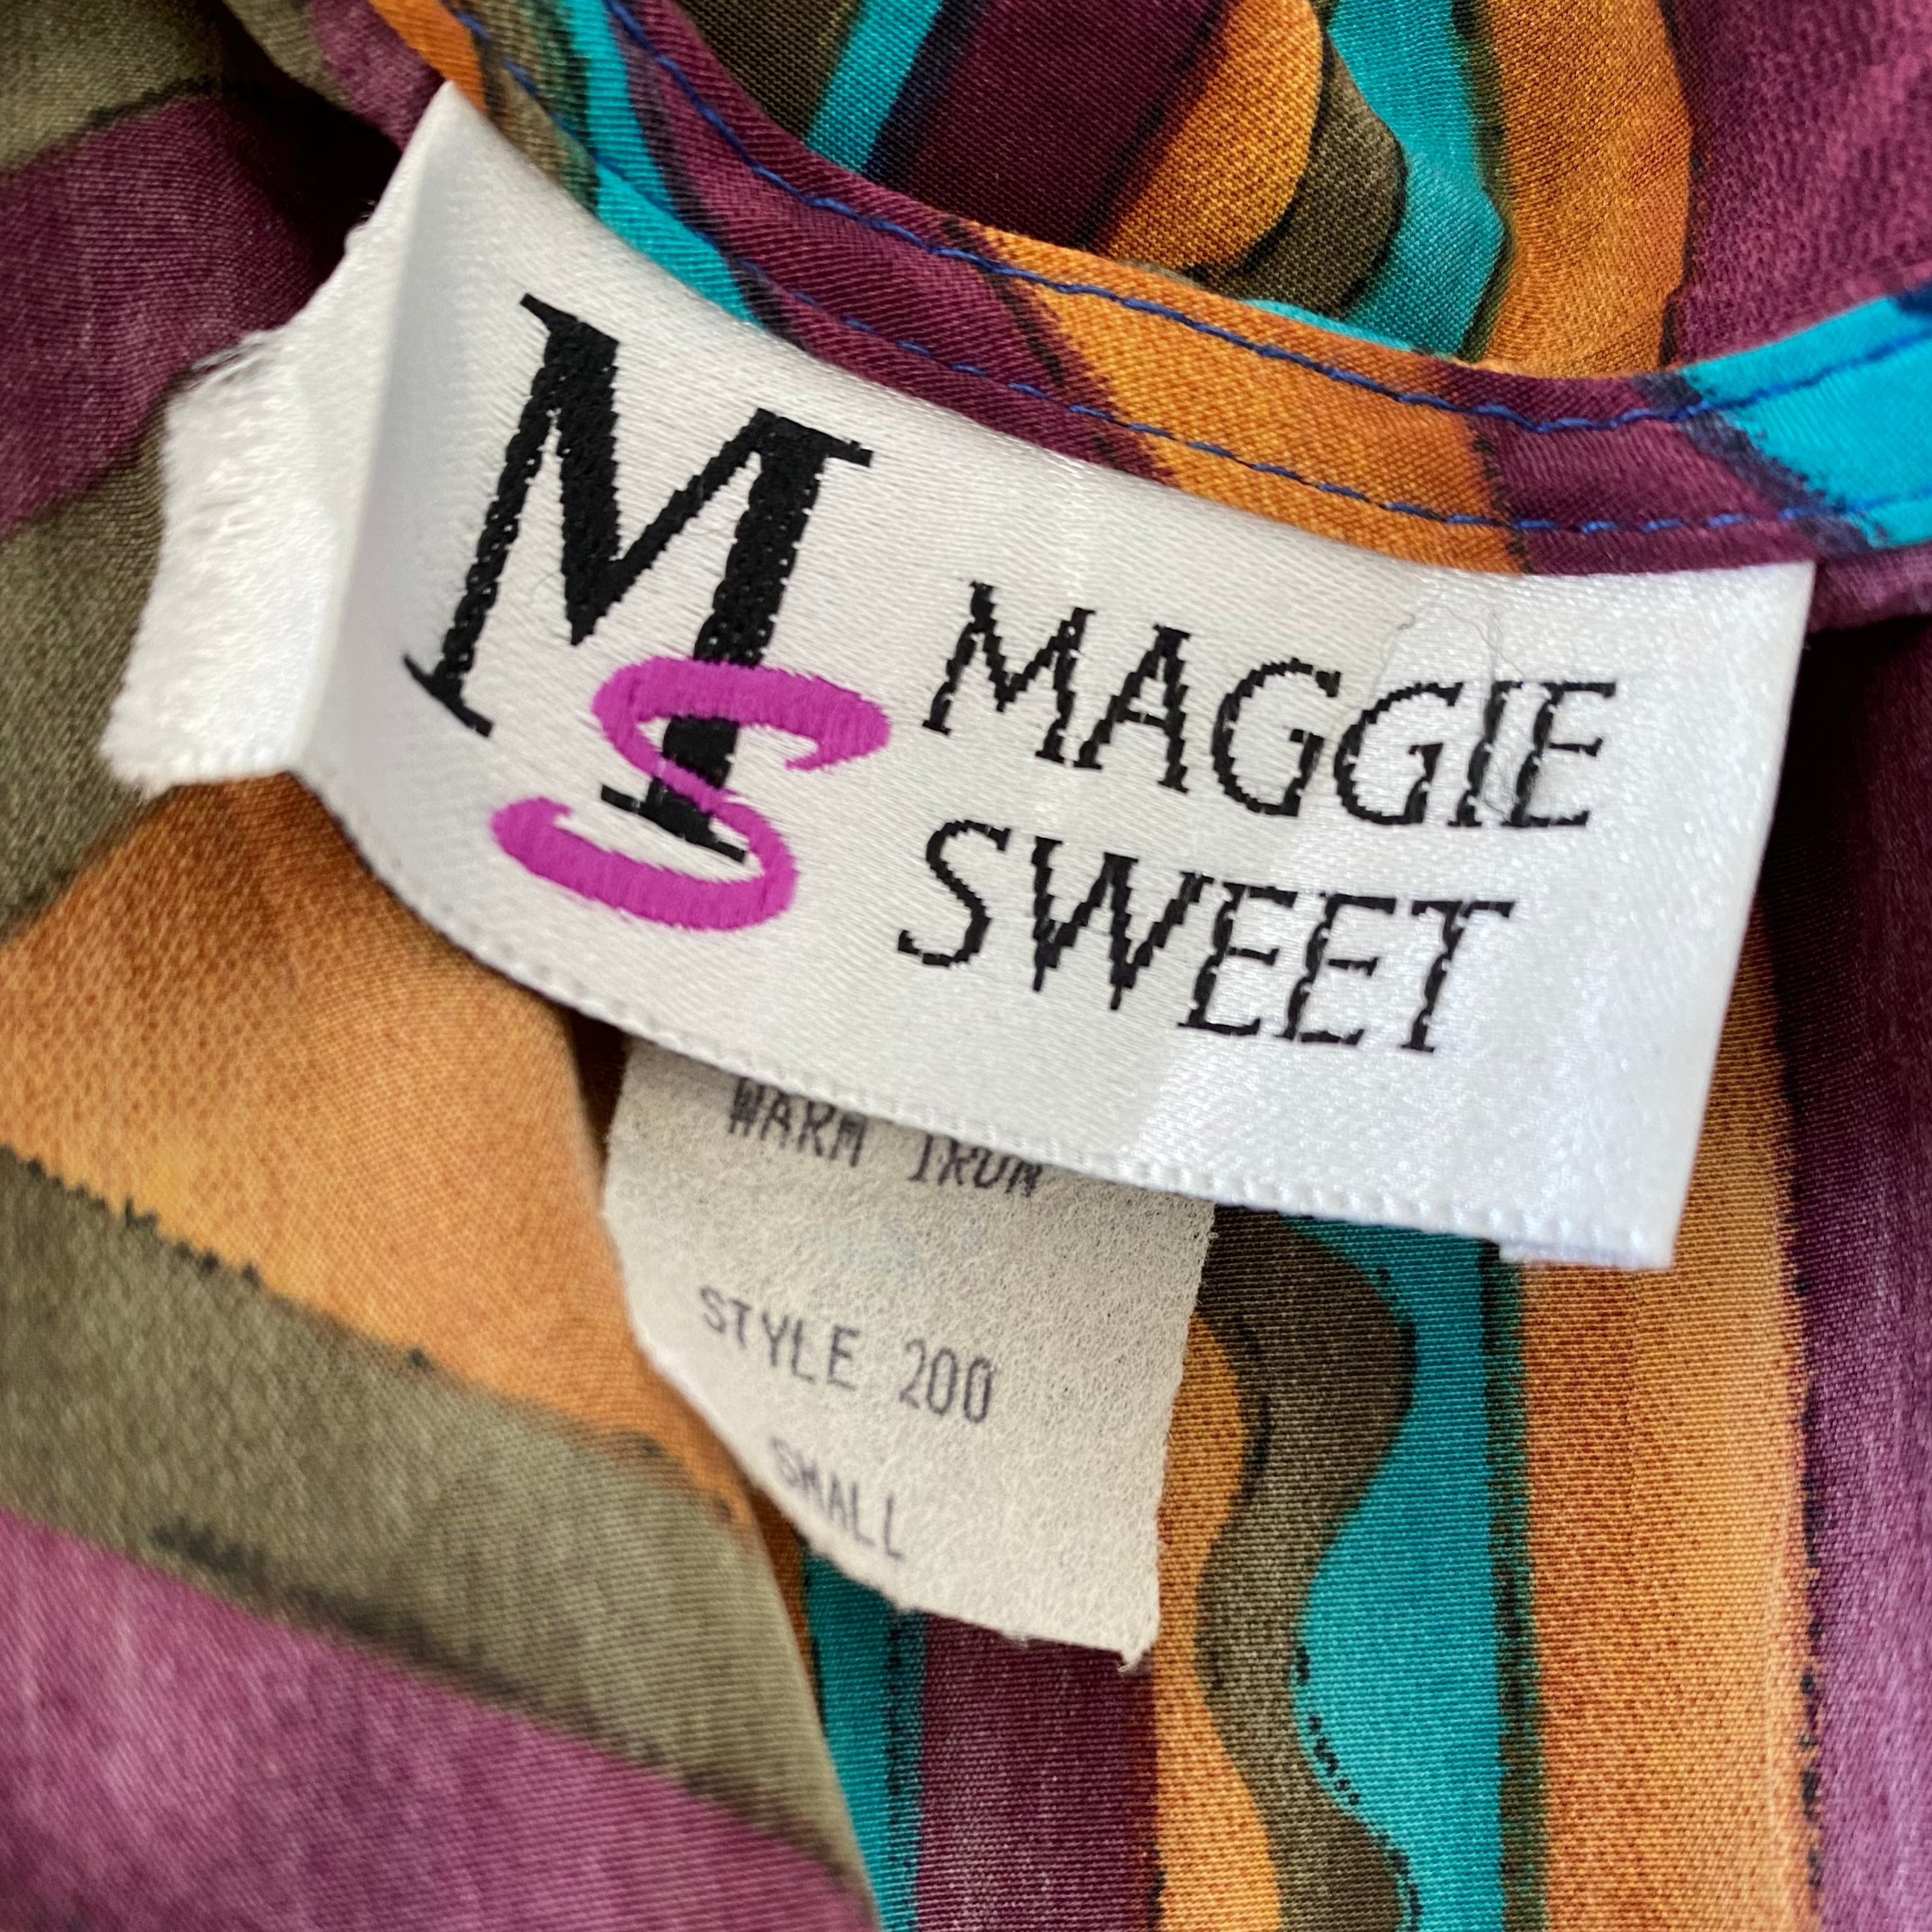 MS
MAGGIE
SWEET
WARM IRON
STYLE 200
SMALL